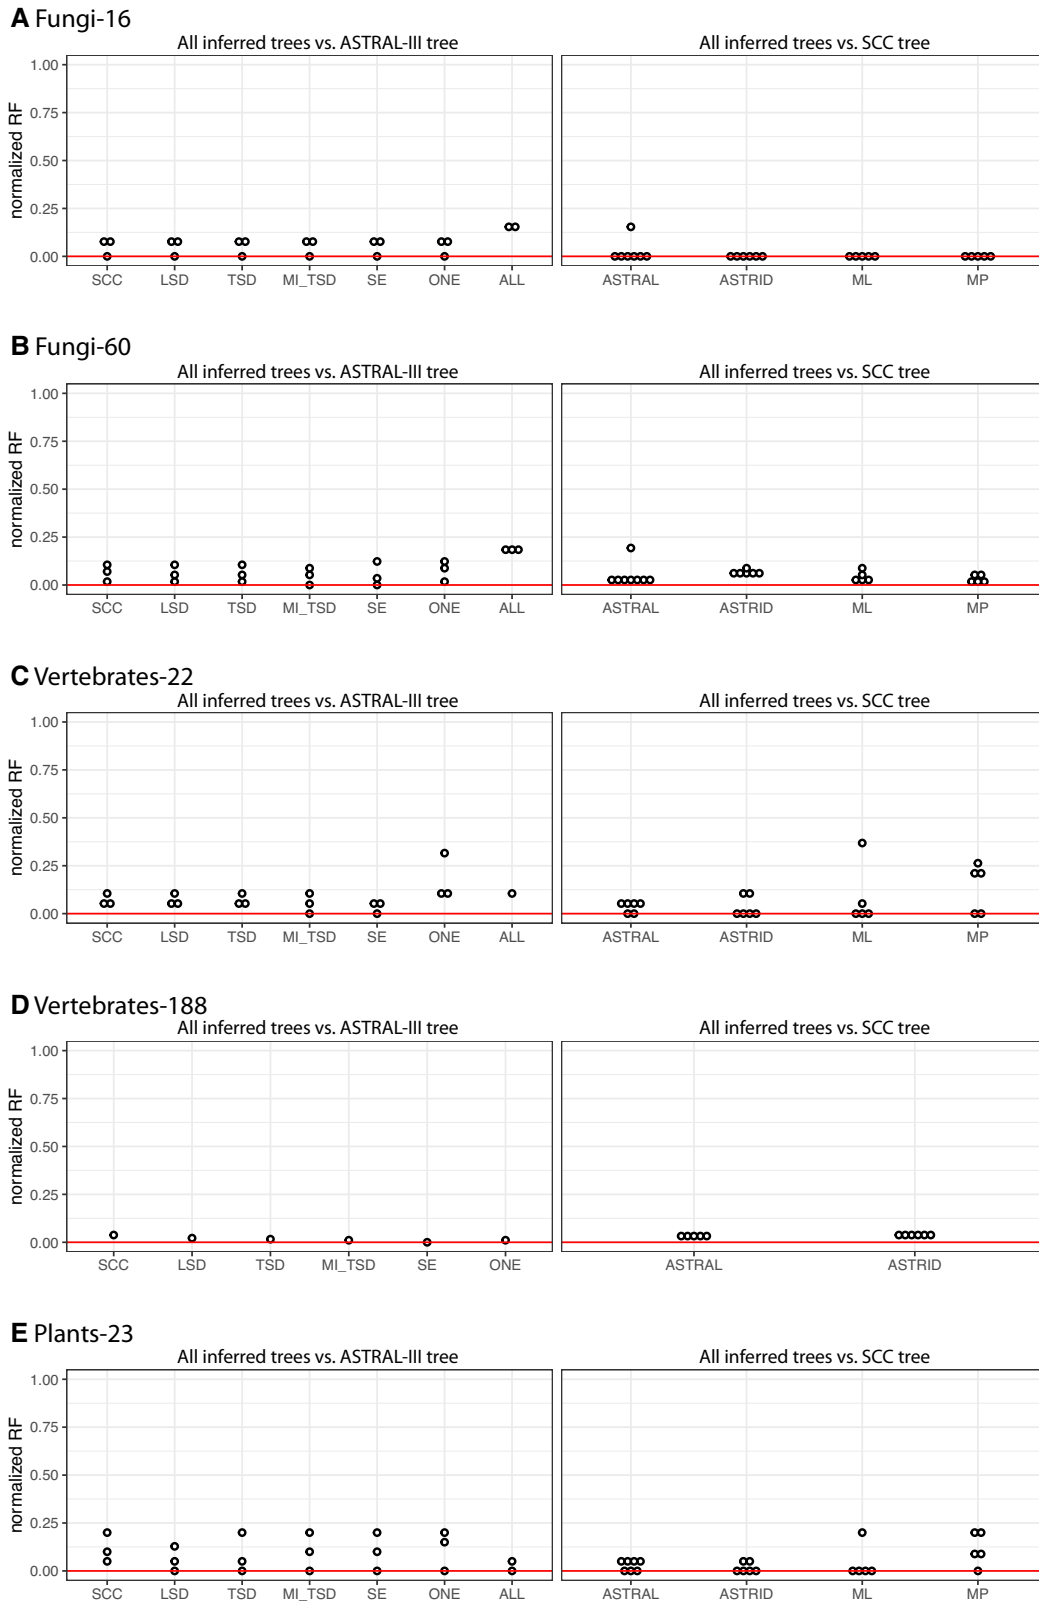 A Fungi-16
All inferred trees vs. ASTRAL-III tree
All inferred trees vs. SCC tree
normalized RF
1.00
0.75
0.50
0.25
0.00
SCC LSD TSD MI_TSD SE ONE ALL
ASTRAL ASTRID ML MP
B Fungi-60
All inferred trees vs. ASTRAL-III tree
All inferred trees vs. SCC tree
normalized RF
1.00
0.75
0.50
0.25
0.00
SCC LSD TSD MI_TSD SE ONE ALL
ASTRAL ASTRID ML MP
C Vertebrates-22
All inferred trees vs. ASTRAL-III tree
All inferred trees vs. SCC tree
normalized RF
1.00
0.75
0.50
0.25
0.00
SCC LSD TSD MI_TSD SE ONE ALL
ASTRAL ASTRID ML MP
D Vertebrates-188
All inferred trees vs. ASTRAL-III tree
All inferred trees vs. SCC tree
normalized RF
1.00
0.75
0.50
0.25
0.00
SCC LSD TSD MI_TSD SE ONE
ASTRAL ASTRID
E Plants-23
All inferred trees vs. ASTRAL-III tree
All inferred trees vs. SCC tree
normalized RF
1.00
0.75
0.50
0.25
0.00
SCC LSD TSD MI_TSD SE ONE ALL
ASTRAL ASTRID ML MP